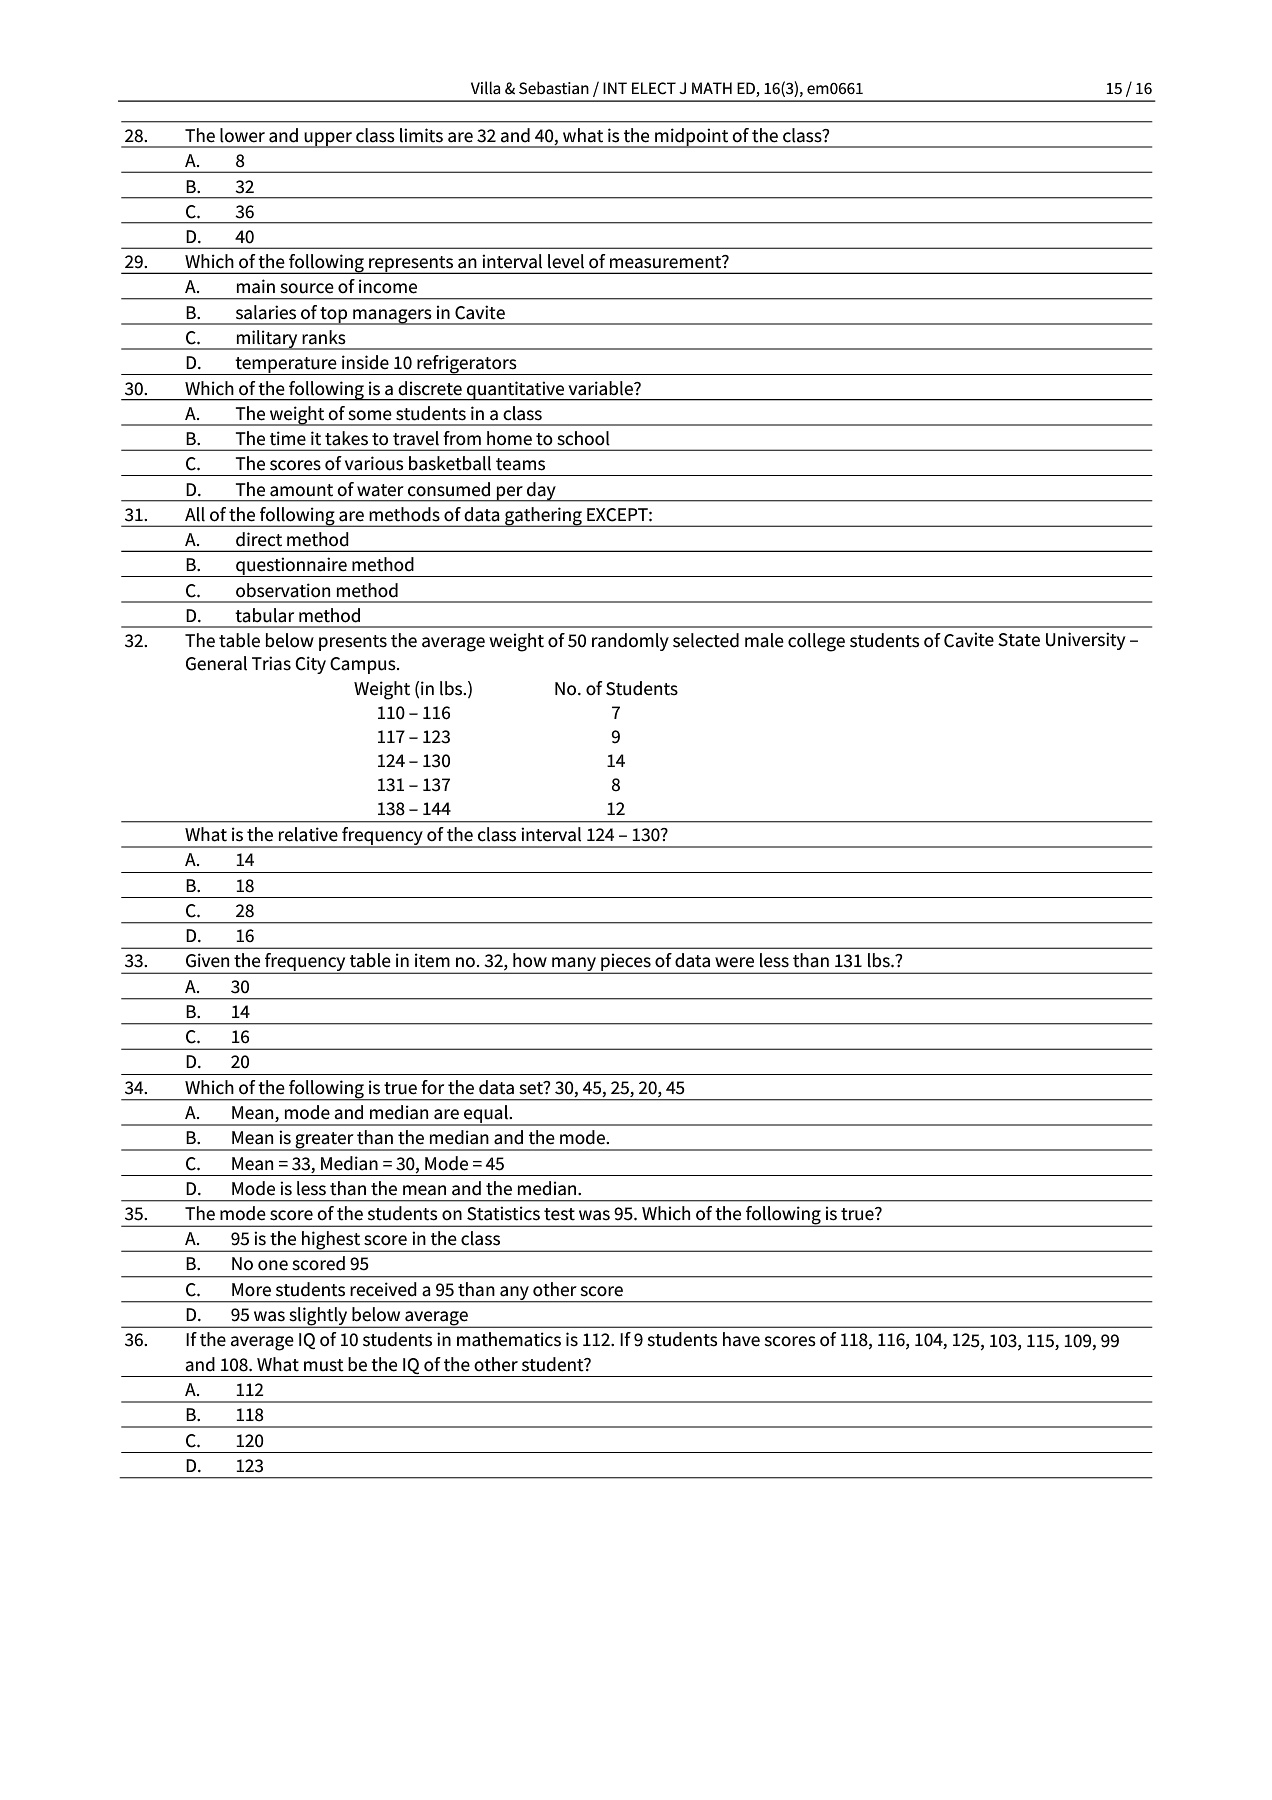 Villa & Sebastian / INT ELECT J MATH ED, 16(3), em0661 15 / 16
28. The lower and upper class limits are 32 and 40, what is the midpoint of the class?
A. 8
B. 32
C. 36
D. 40
29. Which of the following represents an interval level of measurement?
A. main source of income
B. salaries of top managers in Cavite
C. military ranks
D. temperature inside 10 refrigerators
30. Which of the following is a discrete quantitative variable?
A. The weight of some students in a class
B. The time it takes to travel from home to school
C. The scores of various basketball teams
D. The amount of water consumed per day
31. All of the following are methods of data gathering EXCEPT:
A. direct method
B. questionnaire method
C. observation method
D. tabular method
32. The table below presents the average weight of 50 randomly selected male college students of Cavite State University –
General Trias City Campus.
Weight (in lbs.) No. of Students
110 – 116 7
117 – 123 9
124 – 130 14
131 – 137 8
138 – 144 12
What is the relative frequency of the class interval 124 – 130?
A. 14
B. 18
C. 28
D. 16
33. Given the frequency table in item no. 32, how many pieces of data were less than 131 lbs.?
A. 30
B. 14
C. 16
D. 20
34. Which of the following is true for the data set? 30, 45, 25, 20, 45
A. Mean, mode and median are equal.
B. Mean is greater than the median and the mode.
C. Mean = 33, Median = 30, Mode = 45
D. Mode is less than the mean and the median.
35. The mode score of the students on Statistics test was 95. Which of the following is true?
A. 95 is the highest score in the class
B. No one scored 95
C. More students received a 95 than any other score
D. 95 was slightly below average
36. If the average IQ of 10 students in mathematics is 112. If 9 students have scores of 118, 116, 104, 125, 103, 115, 109, 99
and 108. What must be the IQ of the other student?
A. 112
B. 118
C. 120
D. 123